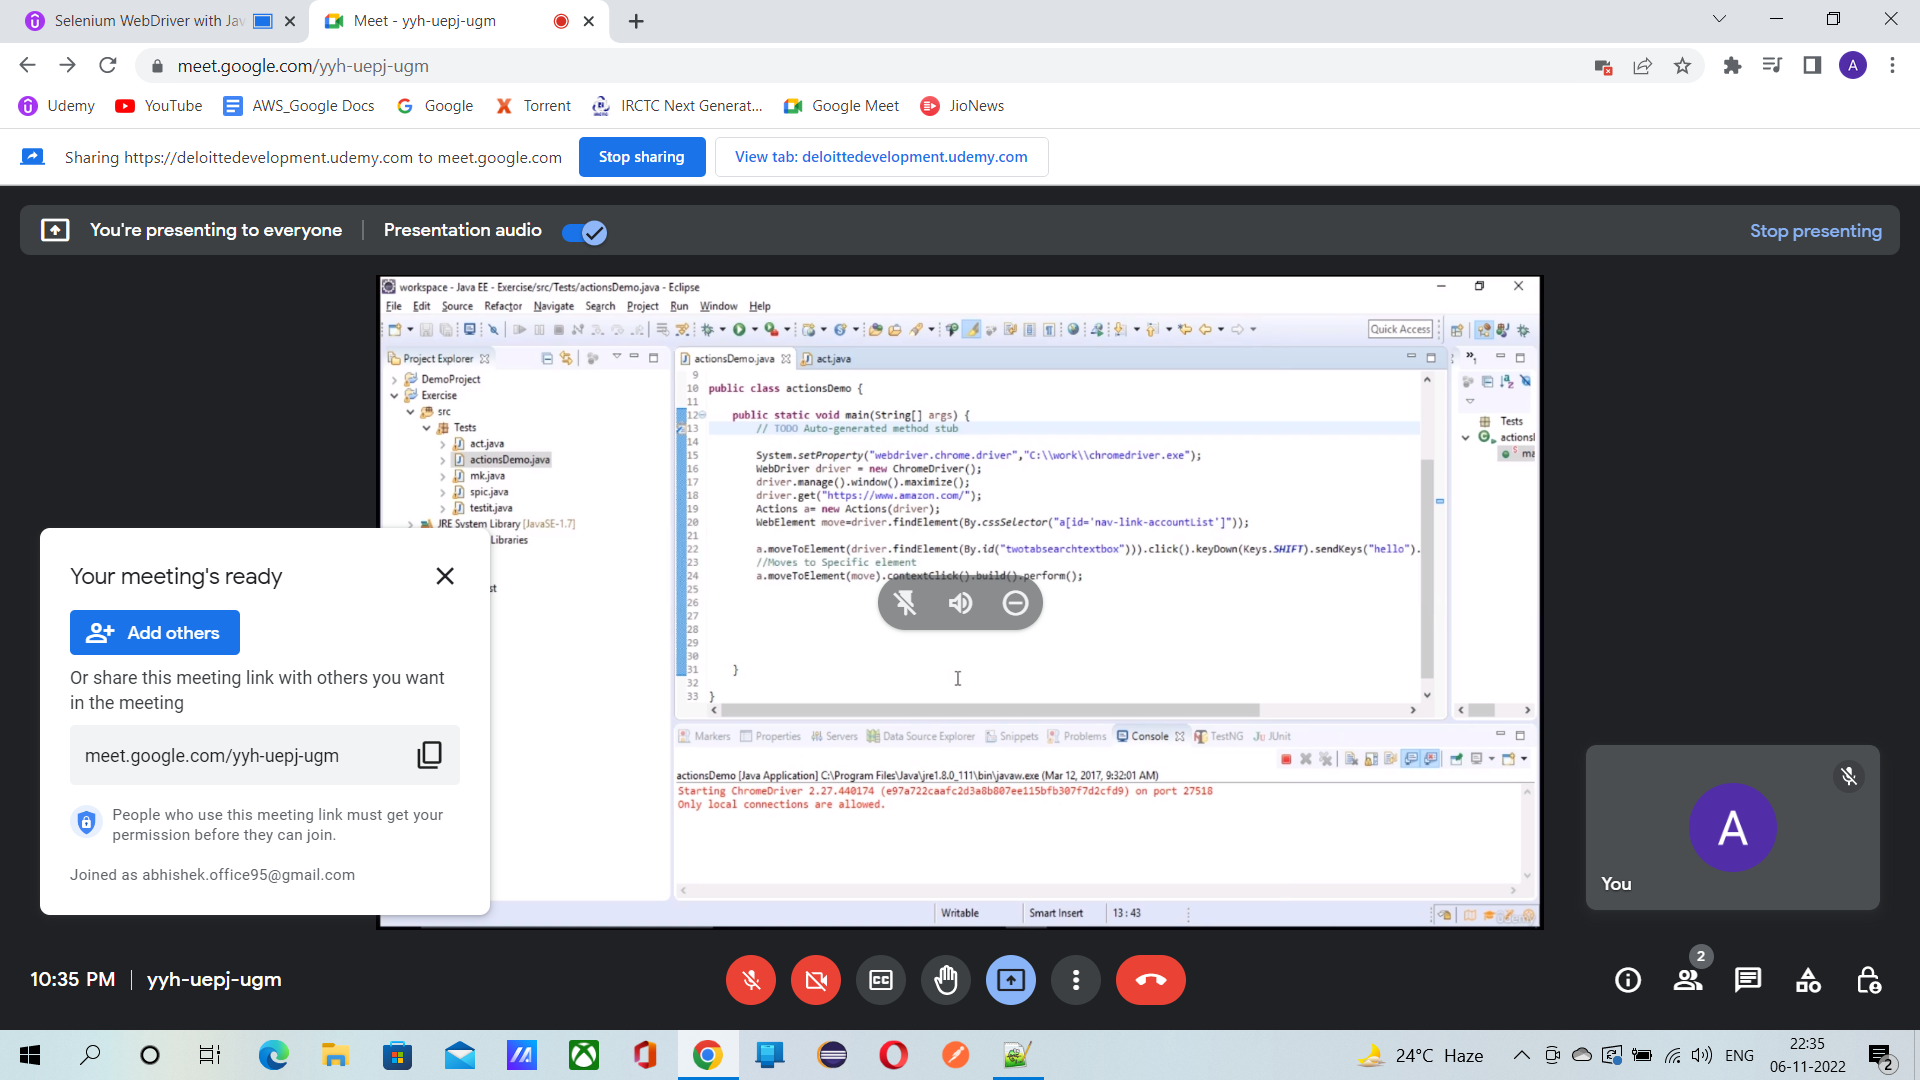 Selenium WebDriver with Jav
Meet - yyh-uepj-ugm
meet.google.com/yyh-uepj-ugm
A
Udemy
YouTube
AWS_Google Docs
Google
Torrent
IRCTC Next Generat...
Google Meet
JioNews
Sharing https://deloittedevelopment.udemy.com to meet.google.com
Stop sharing
View tab: deloittedevelopment.udemy.com
You're presenting to everyone
Presentation audio
Stop presenting
workspace - Java EE - Exercise/src/Tests/actionsDemo.java - Eclipse
File Edit Source Refactor Navigate Search Project Run Window Help
Quick Access
Project Explorer
DemoProject
Exercise
src
Tests
act.java
actionsDemo.java
mk.java
spic.java
testit.java
JRE System Library [JavaSE-1.7]
Libraries
st
actionsDemo.java
act.java
9
10 public class actionsDemo {
11
12 public static void main(String[] args) {
13 // TODO Auto-generated method stub
14
15 System.setProperty("webdriver.chrome.driver","C:\\work\\chromedriver.exe");
16 WebDriver driver = new ChromeDriver();
17 driver.manage().window().maximize();
18 driver.get("https://www.amazon.com/");
19 Actions a= new Actions(driver);
20 WebElement move=driver.findElement(By.cssSelector("a[id='nav-link-accountList']"));
21
22 a.moveToElement(driver.findElement(By.id("twotabsearchtextbox"))).click().keyDown(Keys.SHIFT).sendKeys("hello").
23 //Moves to Specific element
24 a.moveToElement(move).contextClick().build().perform();
25
26
27
28
29
30
31 }
32
33 }
Tests
actionsl
ma
Markers Properties Servers Data Source Explorer Snippets Problems Console TestNG JUnit
actionsDemo [Java Application] C:\Program Files\Java\jre1.8.0_111\bin\javaw.exe (Mar 12, 2017, 9:32:01 AM)
Starting ChromeDriver 2.27.440174 (e97a722caafc2d3a8b807ee115bfb307f7d2cfd9) on port 27518
Only local connections are allowed.
Writable
Smart Insert
13 : 43
Your meeting's ready
Add others
Or share this meeting link with others you want
in the meeting
meet.google.com/yyh-uepj-ugm
People who use this meeting link must get your
permission before they can join.
Joined as abhishek.office95@gmail.com
A
You
10:35 PM
yyh-uepj-ugm
2
24°C Haze
ENG
22:35
06-11-2022
2